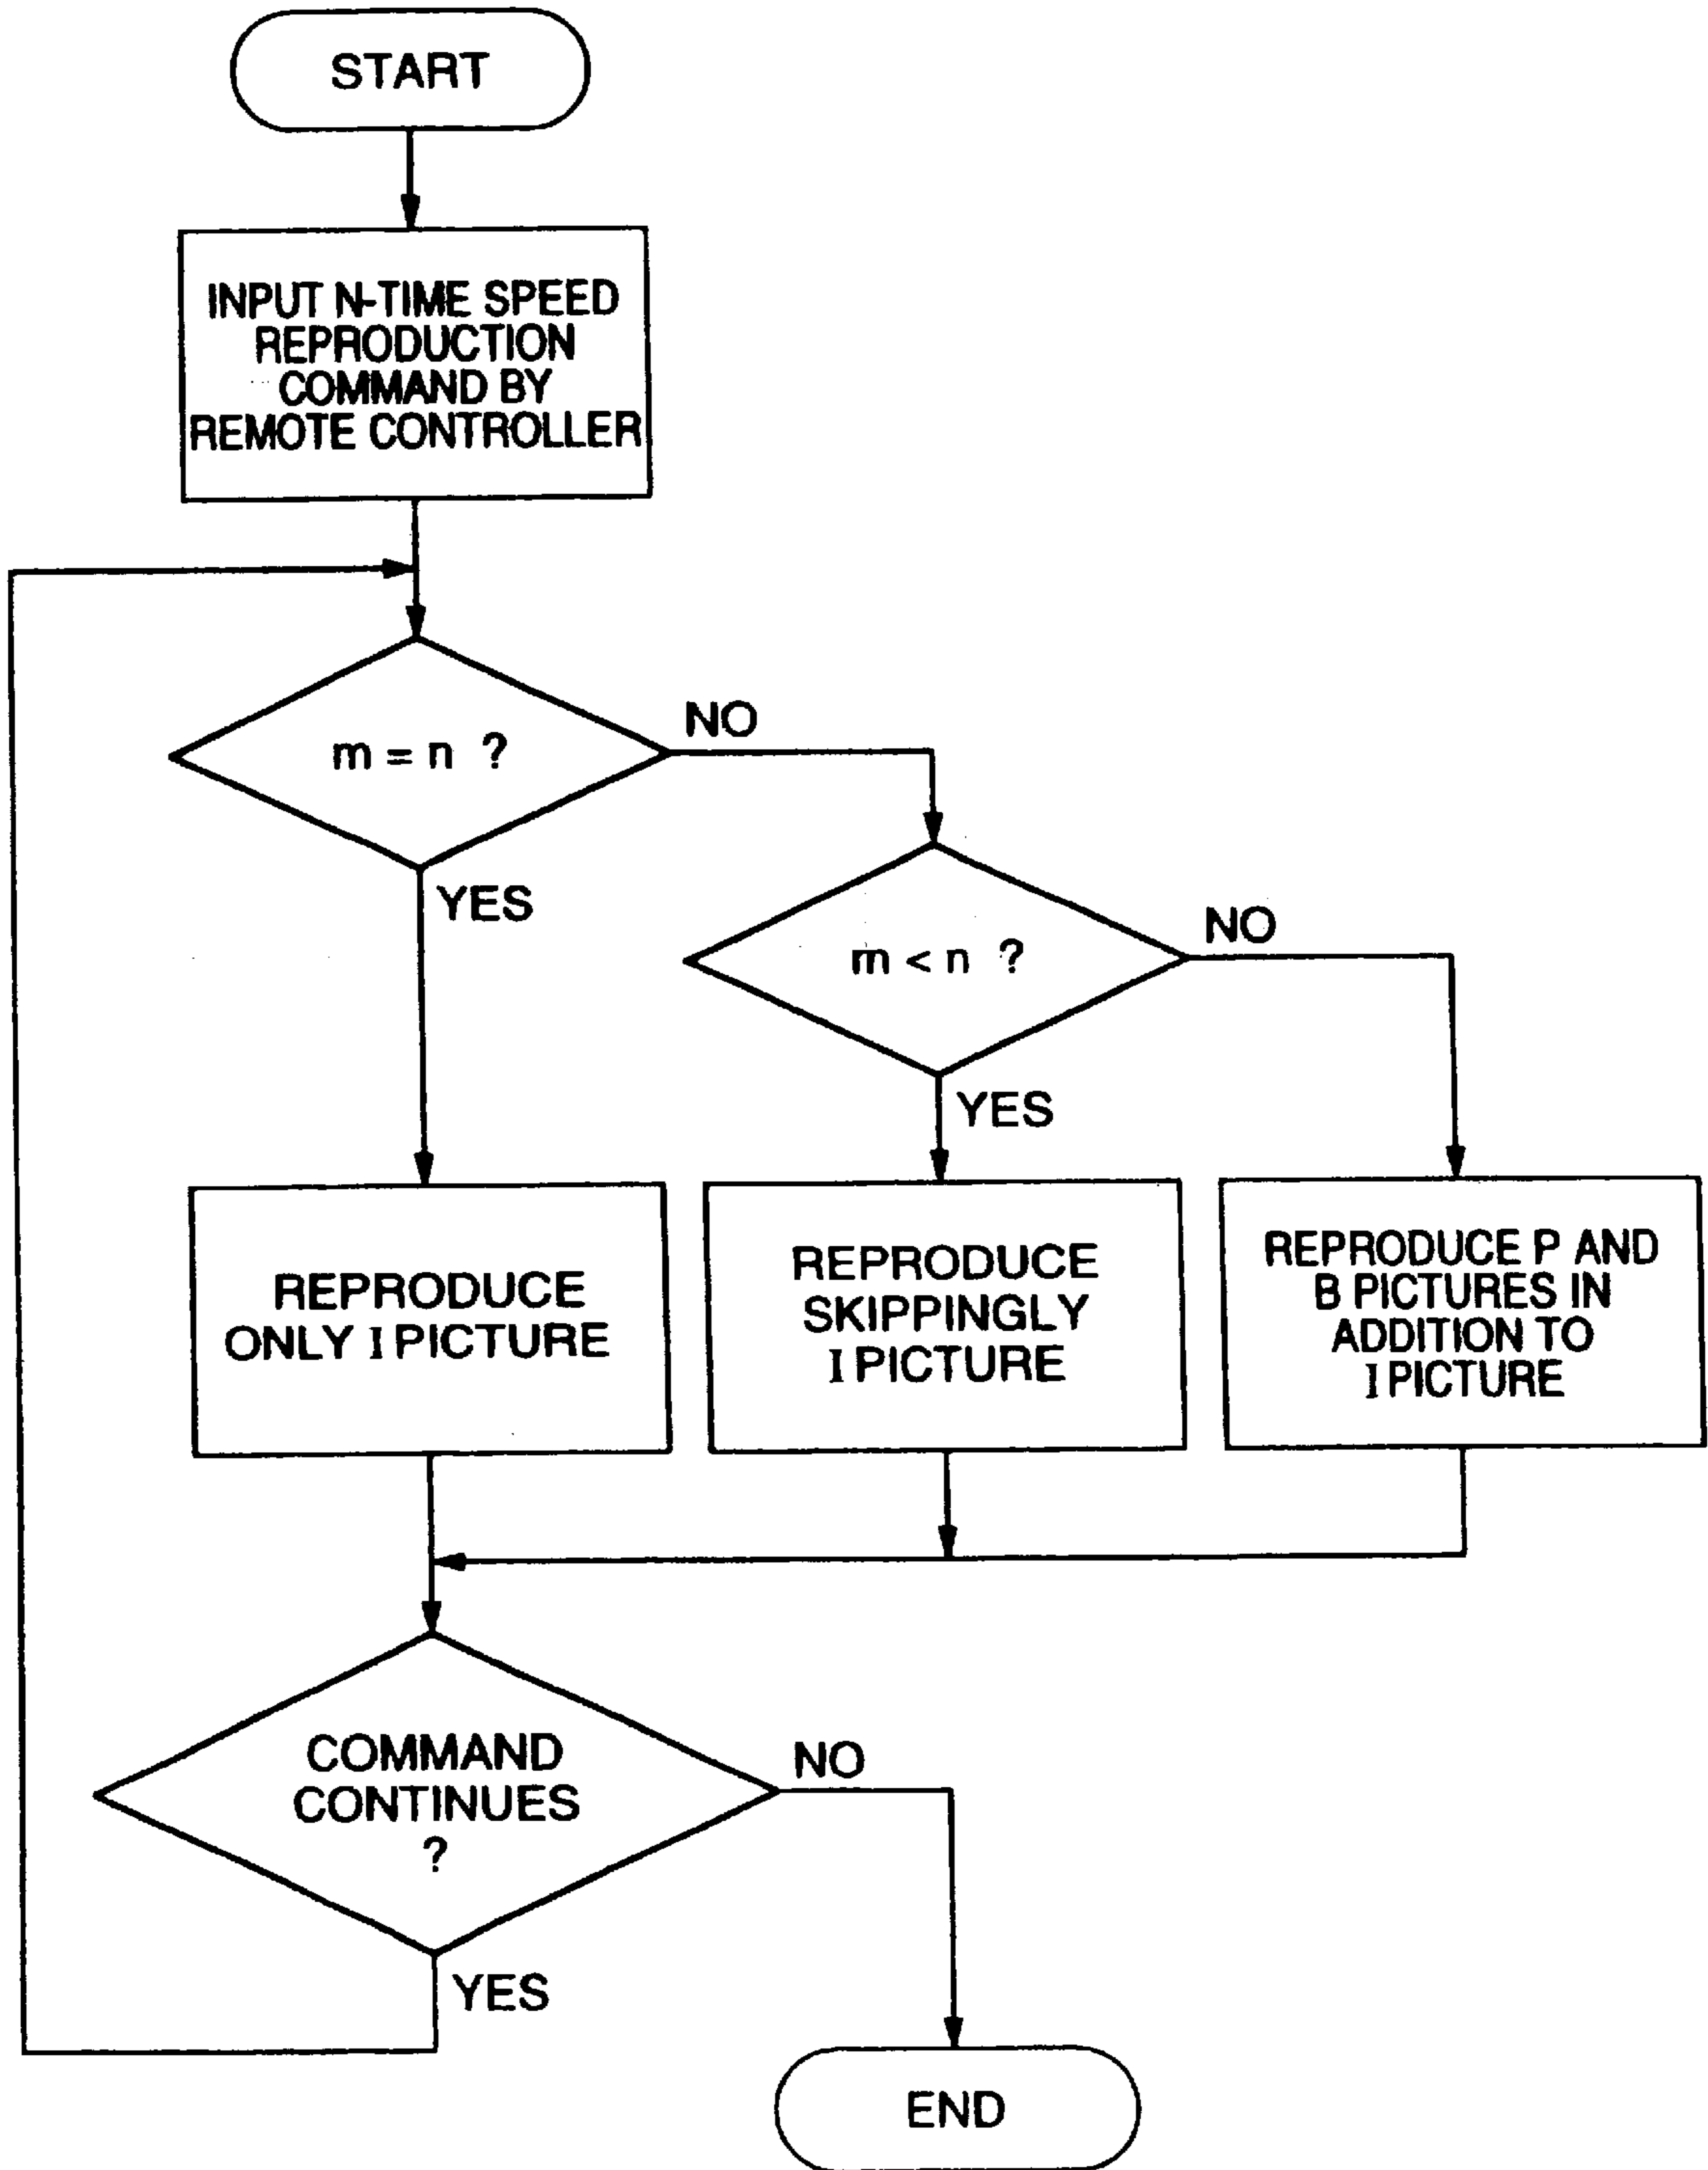 START
INPUT N-TIME SPEED
REPRODUCTION
COMMAND BY
REMOTE CONTROLLER
m = n ?
NO
YES
m < n ?
NO
YES
REPRODUCE
ONLY I PICTURE
REPRODUCE
SKIPPINGLY
I PICTURE
REPRODUCE P AND
B PICTURES IN
ADDITION TO
I PICTURE
COMMAND
CONTINUES
?
NO
YES
END